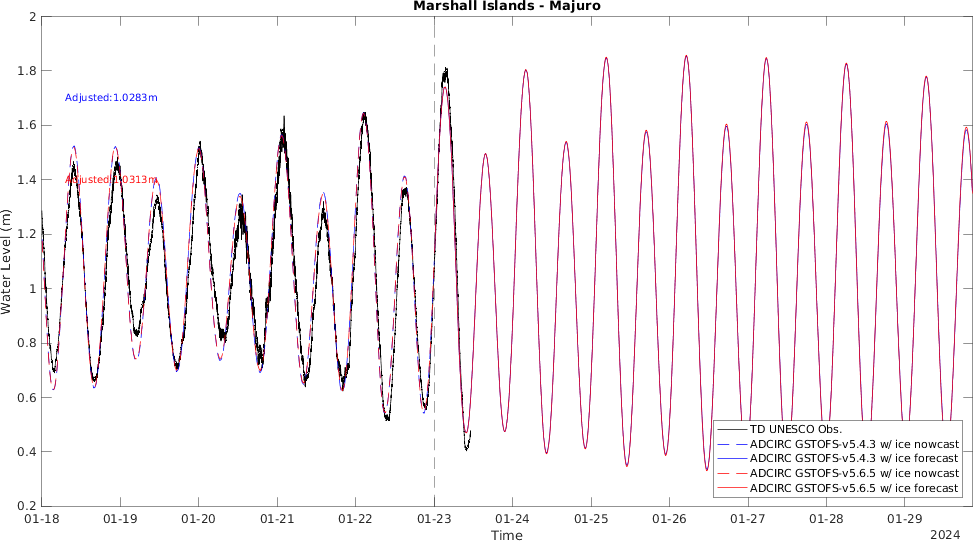 Marshall Islands - Majuro
2
1.8
1.6
1.4
1.2
1
0.8
0.6
0.4
0.2
Water Level (m)
Adjusted:1.0283m
Adjusted:1.0313m
TD UNESCO Obs.
ADCIRC GSTOFS-v5.4.3 w/ ice nowcast
ADCIRC GSTOFS-v5.4.3 w/ ice forecast
ADCIRC GSTOFS-v5.6.5 w/ ice nowcast
ADCIRC GSTOFS-v5.6.5 w/ ice forecast
01-18 01-19 01-20 01-21 01-22 01-23 01-24 01-25 01-26 01-27 01-28 01-29
Time
2024